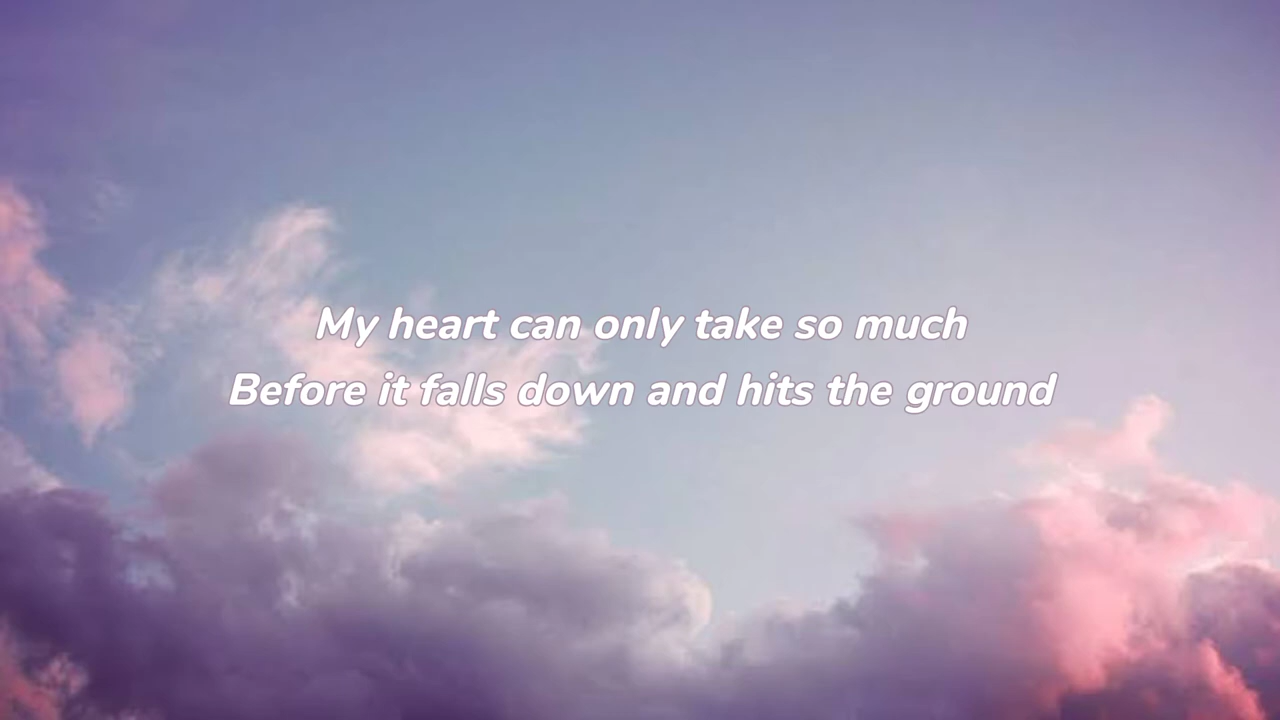 My heart can only take so much
Before it falls down and hits the ground